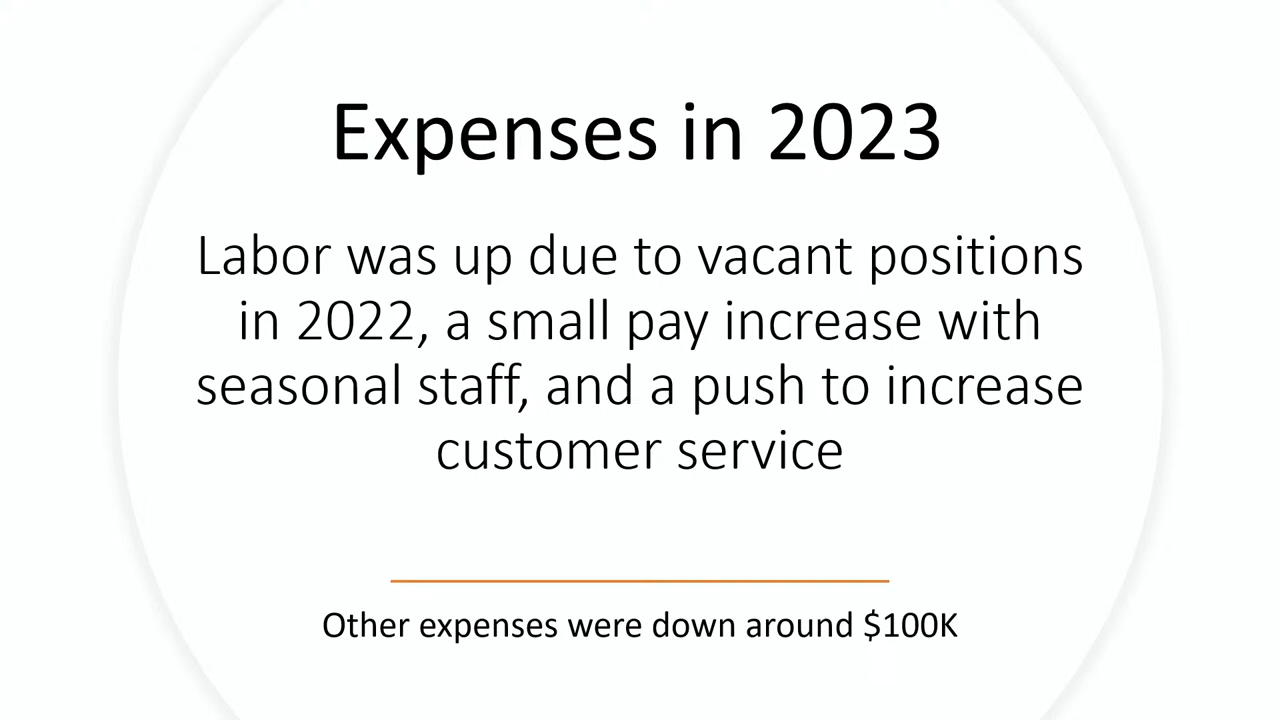 Expenses in 2023
Labor was up due to vacant positions
in 2022, a small pay increase with
seasonal staff, and a push to increase
customer service
Other expenses were down around $100K